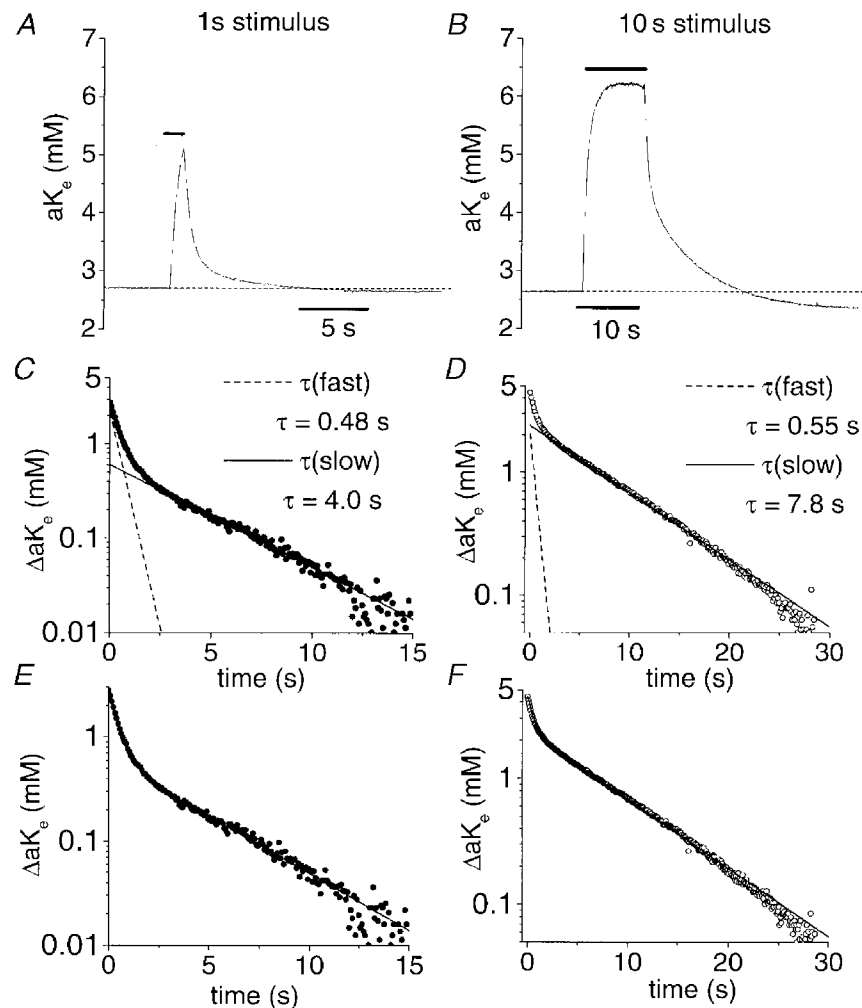 A 1s stimulus
7
6
5
4
3
2
aKe (mM)
5 s
B 10 s stimulus
7
6
5
4
3
2
aKe (mM)
10 s
C
5
1
0.1
0.01
ΔaKe (mM)
τ(fast)
τ = 0.48 s
τ(slow)
τ = 4.0 s
0 5 10 15
time (s)
D
5
1
0.1
ΔaKe (mM)
τ(fast)
τ = 0.55 s
τ(slow)
τ = 7.8 s
0 10 20 30
time (s)
E
1
0.1
0.01
ΔaKe (mM)
0 5 10 15
time (s)
F
5
1
0.1
ΔaKe (mM)
0 10 20 30
time (s)